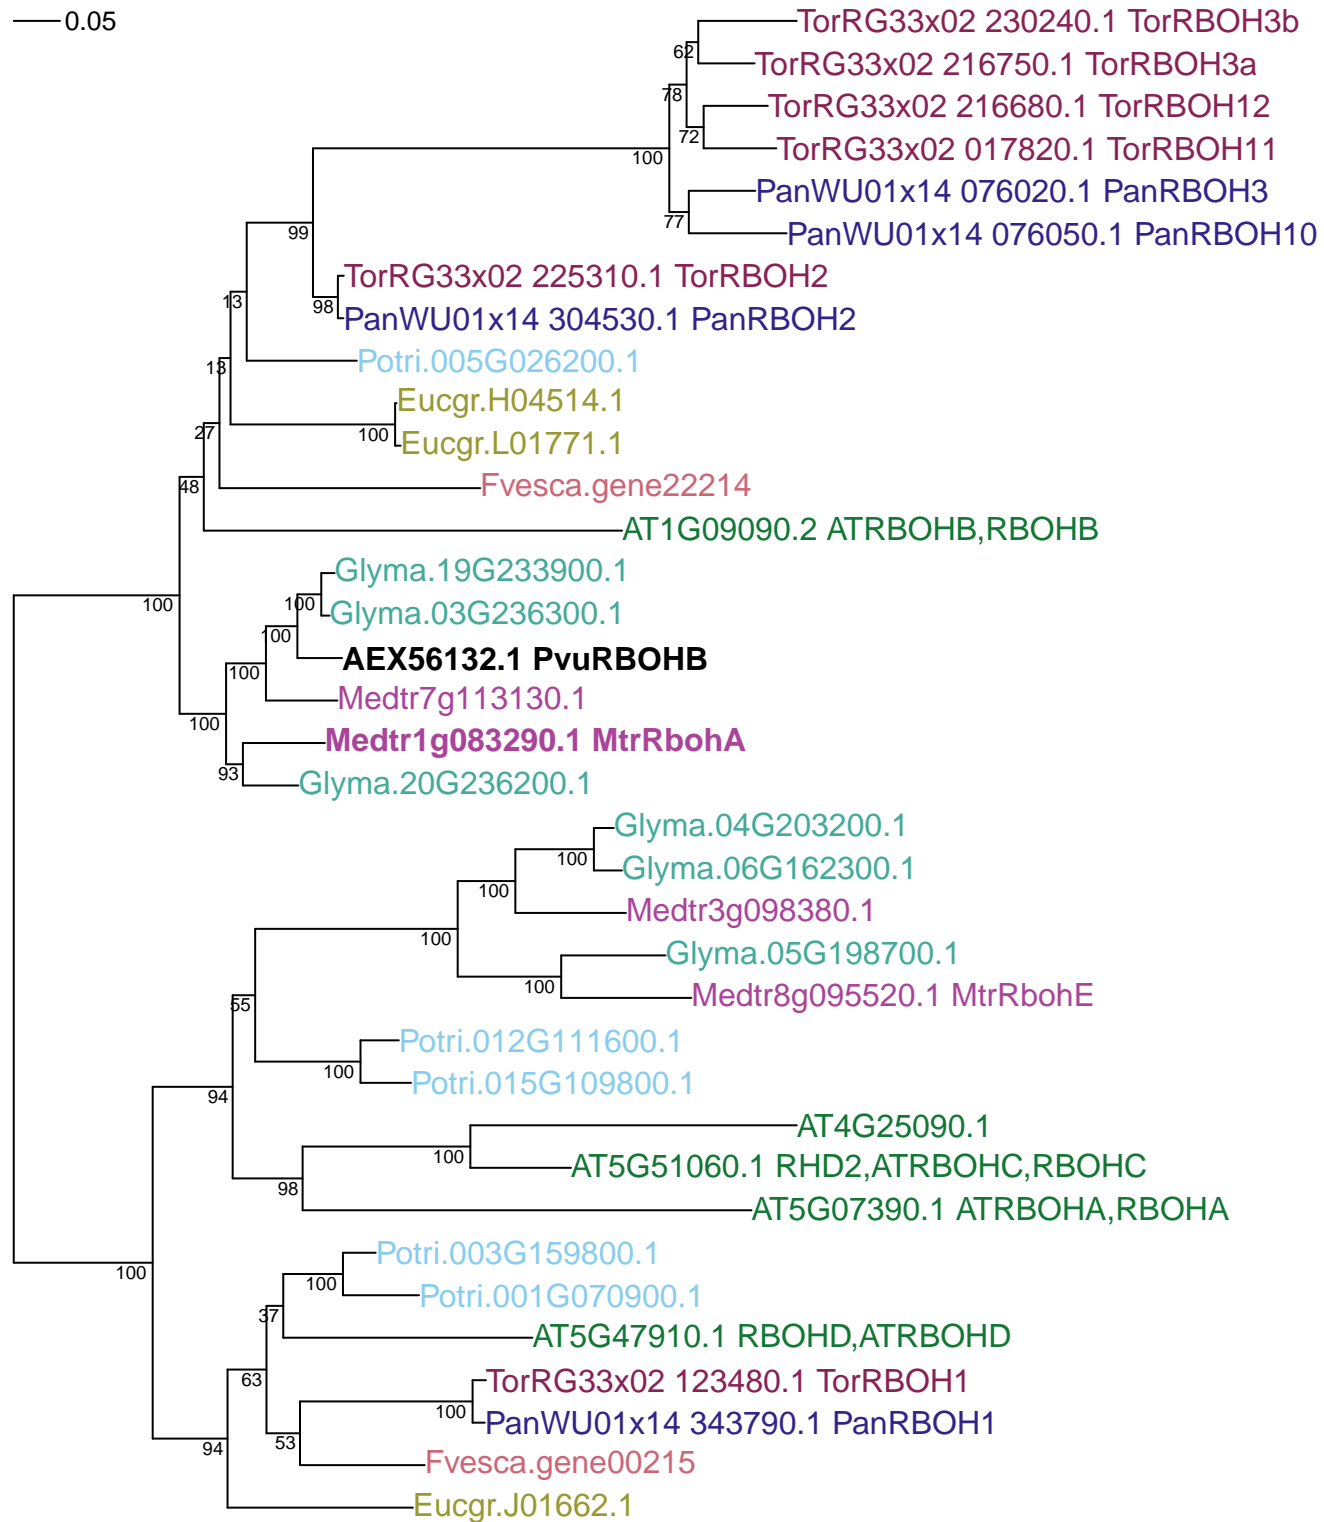 0.05
TorRG33x02 230240.1 TorRBOH3b
62
TorRG33x02 216750.1 TorRBOH3a
78
TorRG33x02 216680.1 TorRBOH12
72
TorRG33x02 017820.1 TorRBOH11
100
PanWU01x14 076020.1 PanRBOH3
77
PanWU01x14 076050.1 PanRBOH10
99
TorRG33x02 225310.1 TorRBOH2
98
PanWU01x14 304530.1 PanRBOH2
13
Potri.005G026200.1
13
Eucgr.H04514.1
100
Eucgr.L01771.1
27
Fvesca.gene22214
48
AT1G09090.2 ATRBOHB,RBOHB
Glyma.19G233900.1
100
Glyma.03G236300.1
100
100
AEX56132.1 PvuRBOHB
100
Medtr7g113130.1
100
Medtr1g083290.1 MtrRbohA
93
Glyma.20G236200.1
Glyma.04G203200.1
100
Glyma.06G162300.1
100
Medtr3g098380.1
100
Glyma.05G198700.1
100
Medtr8g095520.1 MtrRbohE
55
Potri.012G111600.1
100
Potri.015G109800.1
94
AT4G25090.1
100
AT5G51060.1 RHD2,ATRBOHC,RBOHC
98
AT5G07390.1 ATRBOHA,RBOHA
100
Potri.003G159800.1
100
Potri.001G070900.1
37
AT5G47910.1 RBOHD,ATRBOHD
63
TorRG33x02 123480.1 TorRBOH1
100
PanWU01x14 343790.1 PanRBOH1
53
94
Fvesca.gene00215
Eucgr.J01662.1